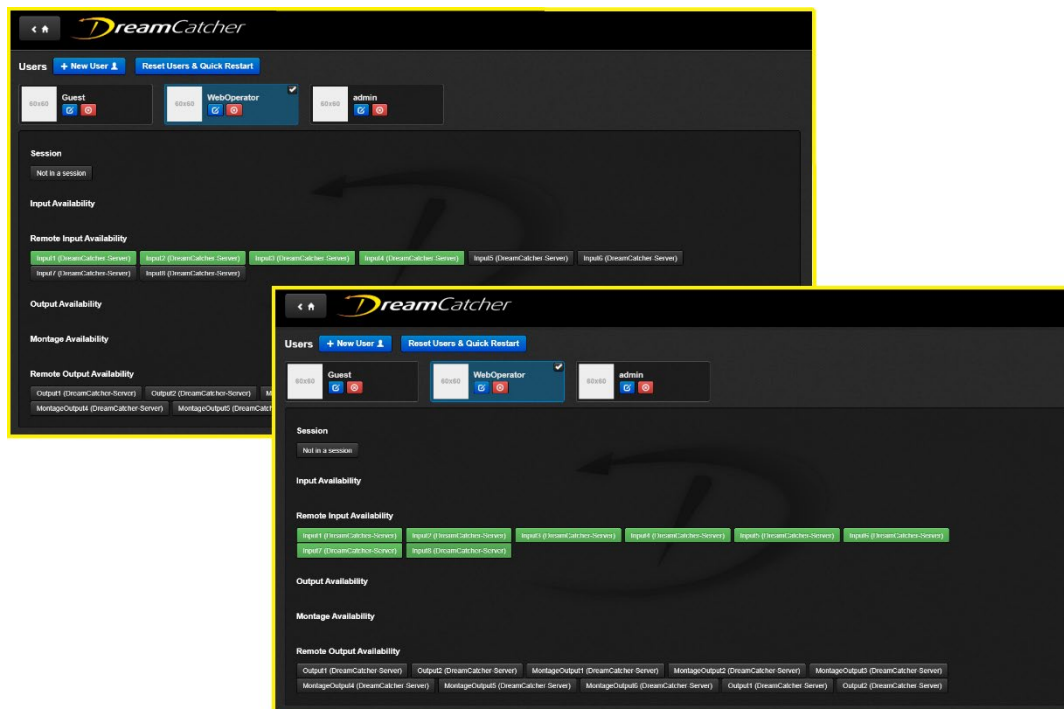 DreamCatcher
Users + New User Reset Users & Quick Restart
60x60 Guest 60x60 WebOperator 60x60 admin
Session
Not in a session
Input Availability
Remote Input Availability
Input1 (DreamCatcher-Server) Input2 (DreamCatcher-Server) Input3 (DreamCatcher-Server) Input4 (DreamCatcher-Server) Input5 (DreamCatcher-Server) Input6 (DreamCatcher-Server)
Input7 (DreamCatcher-Server) Input8 (DreamCatcher-Server)
Output Availability
Montage Availability
Remote Output Availability
Output1 (DreamCatcher-Server) Output2 (DreamCatcher-Server) M
MontageOutput4 (DreamCatcher-Server) MontageOutput5 (DreamCatch
DreamCatcher
Users + New User Reset Users & Quick Restart
60x60 Guest 60x60 WebOperator 60x60 admin
Session
Not in a session
Input Availability
Remote Input Availability
Input1 (DreamCatcher-Server) Input2 (DreamCatcher-Server) Input3 (DreamCatcher-Server) Input4 (DreamCatcher-Server) Input5 (DreamCatcher-Server) Input6 (DreamCatcher-Server)
Input7 (DreamCatcher-Server) Input8 (DreamCatcher-Server)
Output Availability
Montage Availability
Remote Output Availability
Output1 (DreamCatcher-Server) Output2 (DreamCatcher-Server) MontageOutput1 (DreamCatcher-Server) MontageOutput2 (DreamCatcher-Server) MontageOutput3 (DreamCatcher-Server)
MontageOutput4 (DreamCatcher-Server) MontageOutput5 (DreamCatcher-Server) MontageOutput6 (DreamCatcher-Server) Output1 (DreamCatcher-Server) Output2 (DreamCatcher-Server)